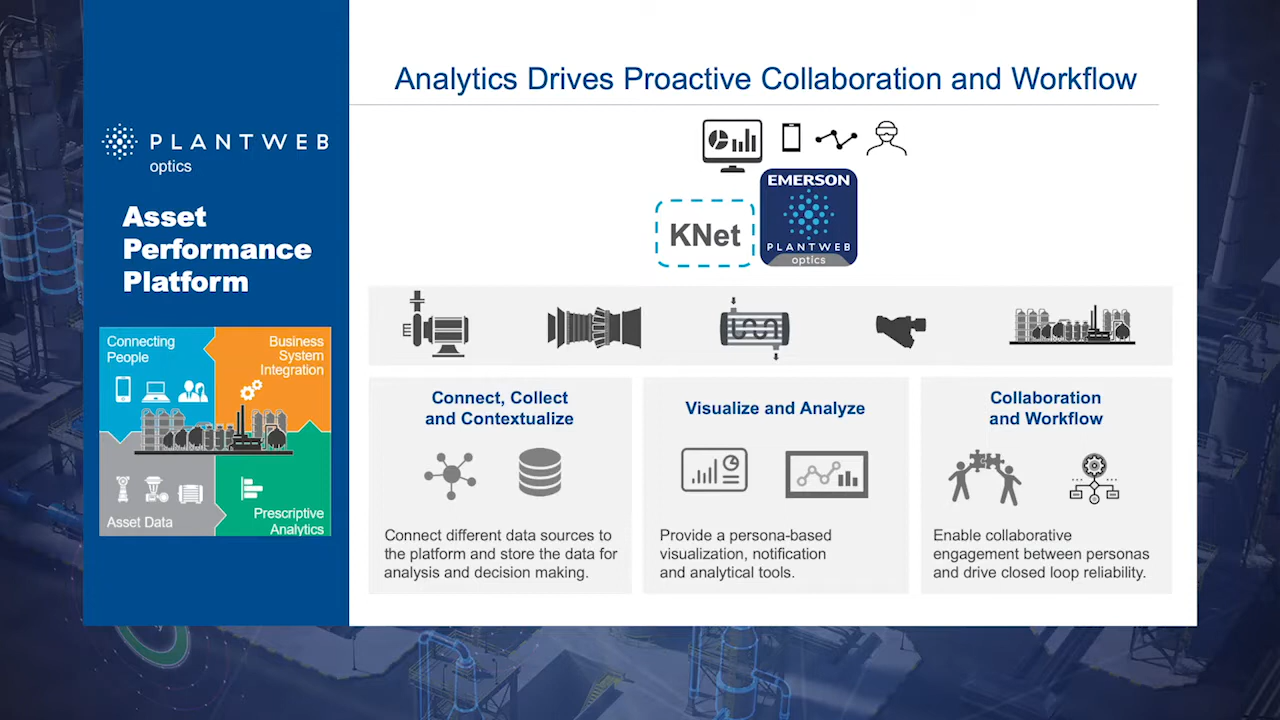 PLANTWEB
optics
Asset
Performance
Platform
Connecting
People
Business
System
Integration
Asset Data
Prescriptive
Analytics
Analytics Drives Proactive Collaboration and Workflow
KNet
EMERSON
PLANTWEB
optics
Connect, Collect
and Contextualize
Connect different data sources to
the platform and store the data for
analysis and decision making.
Visualize and Analyze
Provide a persona-based
visualization, notification
and analytical tools.
Collaboration
and Workflow
Enable collaborative
engagement between personas
and drive closed loop reliability.